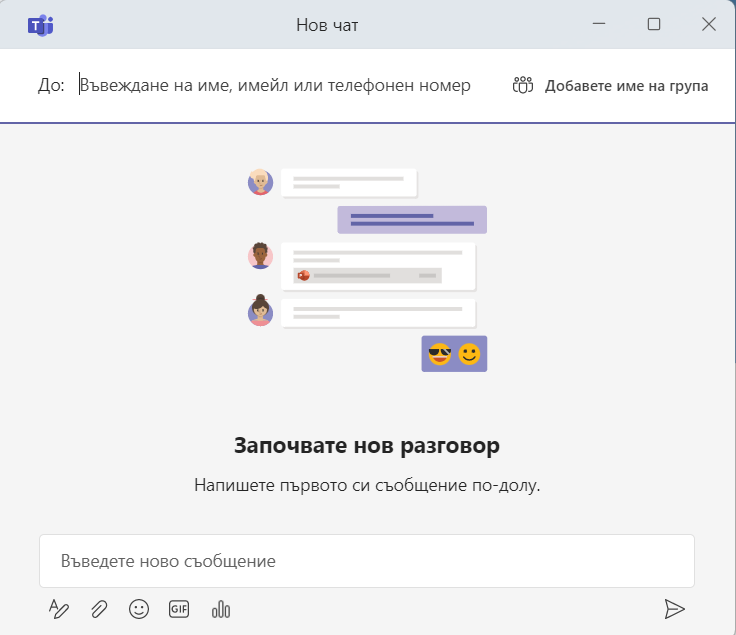 Нов чат
До: Въвеждане на име, имейл или телефонен номер
Добавете име на група
Започвате нов разговор
Напишете първото си съобщение по-долу.
Въведете ново съобщение
GIF